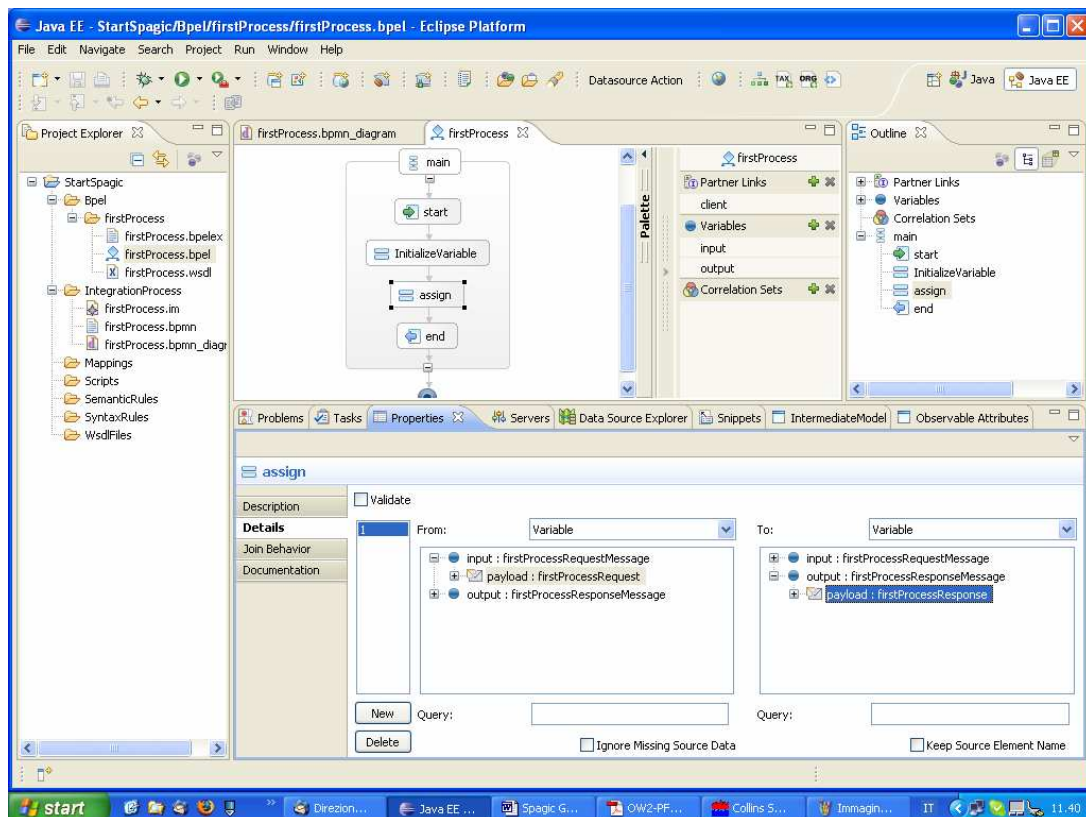 Java EE - StartSpagic/Bpel/firstProcess/firstProcess.bpel - Eclipse Platform
File Edit Navigate Search Project Run Window Help
Datasource Action
TAX
ORG
Java
Java EE
Project Explorer
StartSpagic
Bpel
firstProcess
firstProcess.bpelex
firstProcess.bpel
firstProcess.wsdl
IntegrationProcess
firstProcess.im
firstProcess.bpmn
firstProcess.bpmn_diagr
Mappings
Scripts
SemanticRules
SyntaxRules
WsdlFiles
firstProcess.bpmn_diagram
firstProcess
main
start
InitializeVariable
assign
end
Palette
firstProcess
Partner Links
client
Variables
input
output
Correlation Sets
Outline
Partner Links
Variables
Correlation Sets
main
start
InitializeVariable
assign
end
Problems Tasks Properties Servers Data Source Explorer Snippets IntermediateModel Observable Attributes
assign
Description
Details
Join Behavior
Documentation
Validate
1
From: Variable
input : firstProcessRequestMessage
payload : firstProcessRequest
output : firstProcessResponseMessage
To: Variable
input : firstProcessRequestMessage
output : firstProcessResponseMessage
payload : firstProcessResponse
New
Delete
Query:
Ignore Missing Source Data
Query:
Keep Source Element Name
start
Direzion...
Java EE ...
Spagic G...
OW2-PF...
Collins S...
Immagin...
IT
11.40